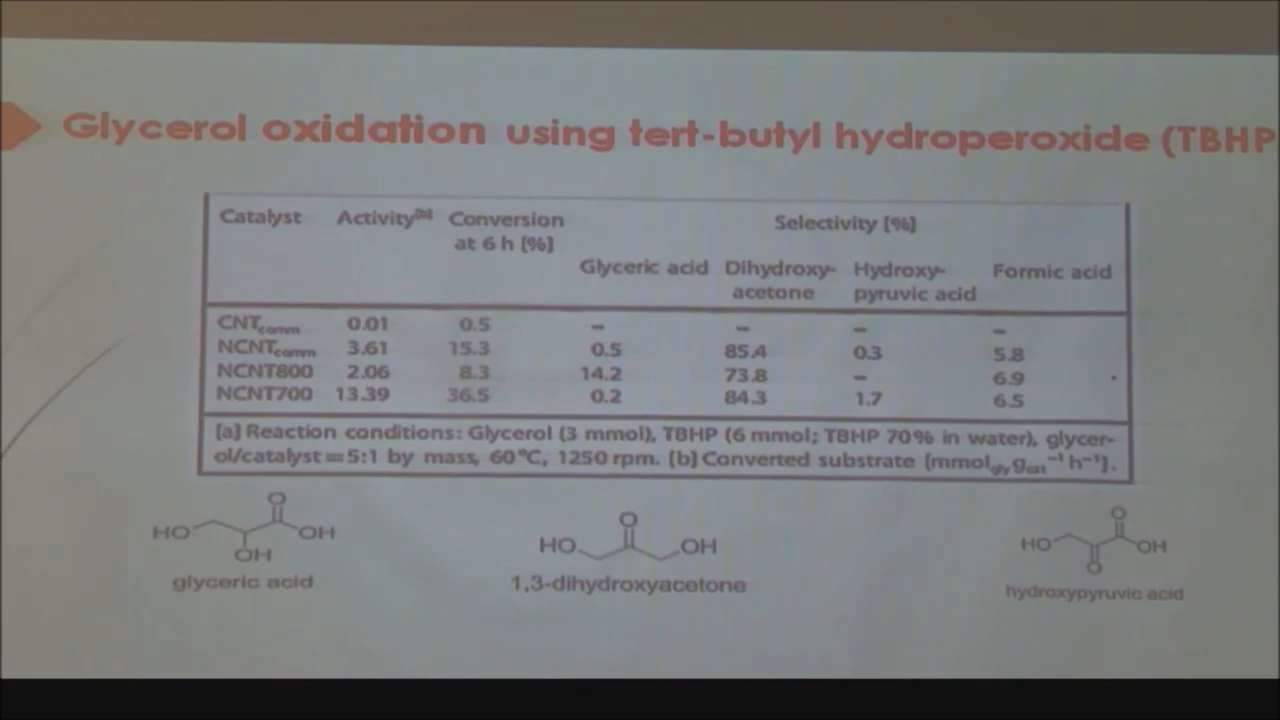 Glycerol oxidation using tert-butyl hydroperoxide (TBHP
Catalyst Activity[b] Conversion at 6 h [%] Selectivity [%]
Glyceric acid Dihydroxy-acetone Hydroxy-pyruvic acid Formic acid
CNTcomm 0.01 0.5 – – – –
NCNTcomm 3.61 15.3 0.5 85.4 0.3 5.8
NCNT800 2.06 8.3 14.2 73.8 – 6.9
NCNT700 13.39 36.5 0.2 84.3 1.7 6.5
[a] Reaction conditions: Glycerol (3 mmol), TBHP (6 mmol; TBHP 70% in water), glycer-
ol/catalyst=5:1 by mass, 60°C, 1250 rpm. [b] Converted substrate [mmolgly gcat⁻¹ h⁻¹].
HO O OH OH
glyceric acid
HO O OH
1,3-dihydroxyacetone
HO O O OH
hydroxypyruvic acid